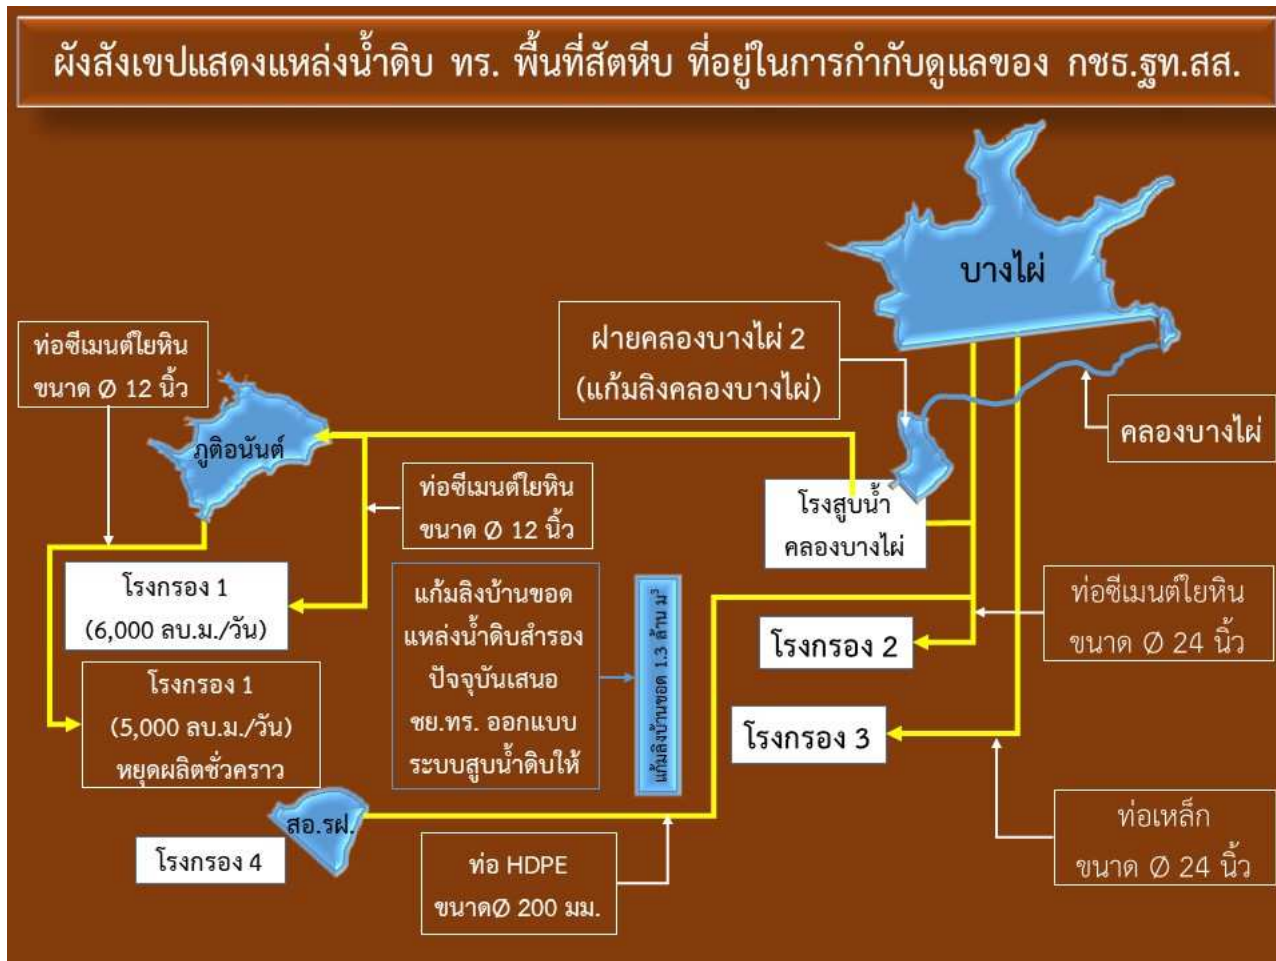 ผังสังเขปแสดงแหล่งน้ำดิบ ทร. พื้นที่สัตหีบ ที่อยู่ในการกำกับดูแลของ กชธ.ฐท.สส.
บางไผ่
ฝายคลองบางไผ่ 2
(แก้มลิงคลองบางไผ่)
ท่อซีเมนต์ใยหิน
ขนาด Ø 12 นิ้ว
คลองบางไผ่
ภูติอนันต์
ท่อซีเมนต์ใยหิน
ขนาด Ø 12 นิ้ว
โรงสูบน้ำ
คลองบางไผ่
โรงกรอง 1
(6,000 ลบ.ม./วัน)
แก้มลิงบ้านขอด
แหล่งน้ำดิบสำรอง
ปัจจุบันเสนอ
ชย.ทร. ออกแบบ
ระบบสูบน้ำดิบให้
แก้มลิงบ้านขอด 1.3 ล้าน ม³
ท่อซีเมนต์ใยหิน
ขนาด Ø 24 นิ้ว
โรงกรอง 2
โรงกรอง 1
(5,000 ลบ.ม./วัน)
หยุดผลิตชั่วคราว
โรงกรอง 3
สอ.รฝ.
โรงกรอง 4
ท่อ HDPE
ขนาดØ 200 มม.
ท่อเหล็ก
ขนาด Ø 24 นิ้ว